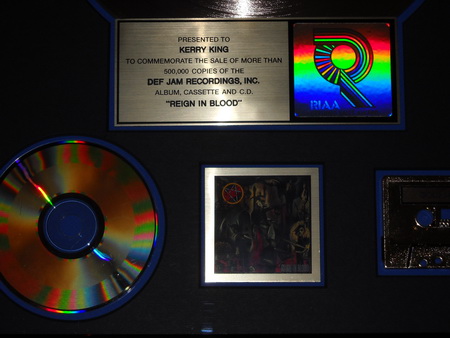 PRESENTED TO
KERRY KING
TO COMMEMORATE THE SALE OF MORE THAN
500,000 COPIES OF THE
DEF JAM RECORDINGS, INC.
ALBUM, CASSETTE AND C.D.
"REIGN IN BLOOD"
RIAA